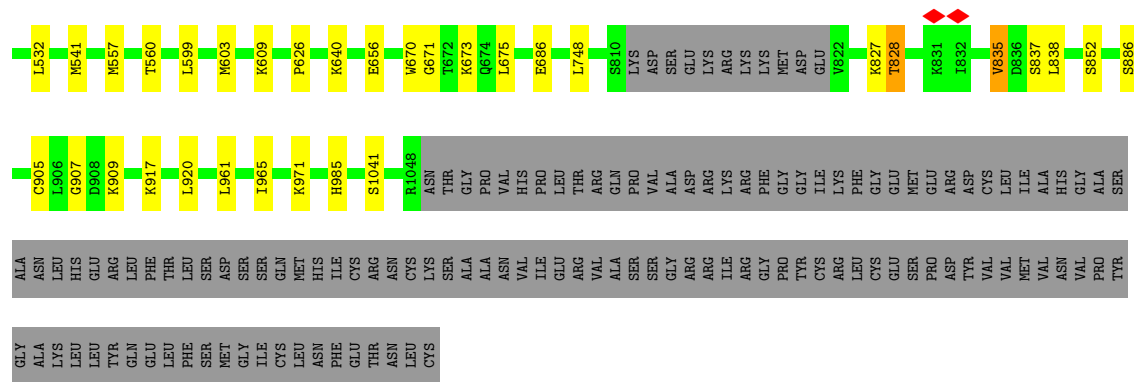 L532 M541 M557 T560 L599 M603 K609 P626 K640 E656 W670 G671 T672 K673 Q674 L675 E686 L748 S810 LYS ASP SER GLU LYS ARG LYS LYS MET ASP GLU V822 K827 T828 K831 I832 V835 D836 S837 L838 S852 S886
C905 L906 G907 D908 K909 K917 L920 L961 I965 K971 H985 S1041 R1048 ASN THR GLY PRO VAL HIS PRO LEU THR ARG GLN PRO VAL ALA ASP ARG LYS ARG PHE GLY GLY ILE LYS PHE GLY GLU MET GLU ARG ASP CYS LEU ILE ALA HIS GLY ALA SER
ALA ASN LEU HIS GLU ARG LEU PHE THR LEU SER ASP SER SER GLN MET HIS ILE CYS ARG ASN CYS LYS SER ALA ALA ASN VAL ILE GLU ARG VAL ALA SER SER GLY ARG ARG ILE ARG GLY PRO TYR CYS ARG LEU CYS GLU SER PRO ASP TYR VAL VAL MET VAL ASN VAL PRO TYR
GLY ALA LYS LEU LEU TYR GLN GLU LEU PHE SER MET GLY ILE CYS LEU ASN PHE GLU THR ASN LEU CYS